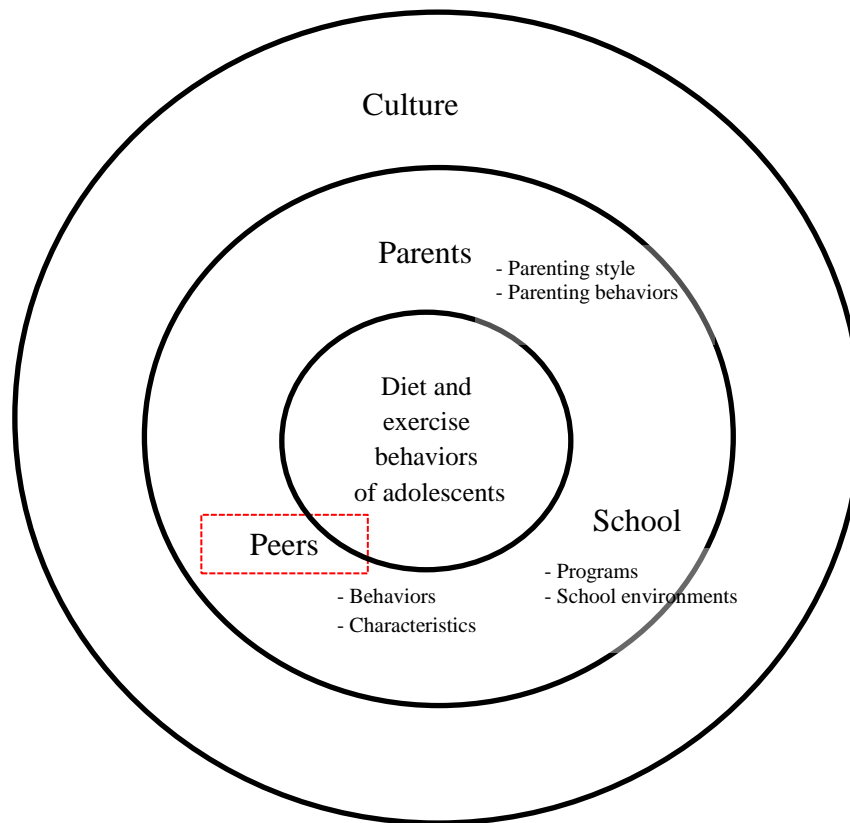 Culture
Parents
- Parenting style
- Parenting behaviors
Diet and
exercise
behaviors
of adolescents
School
- Programs
- School environments
Peers
- Behaviors
- Characteristics